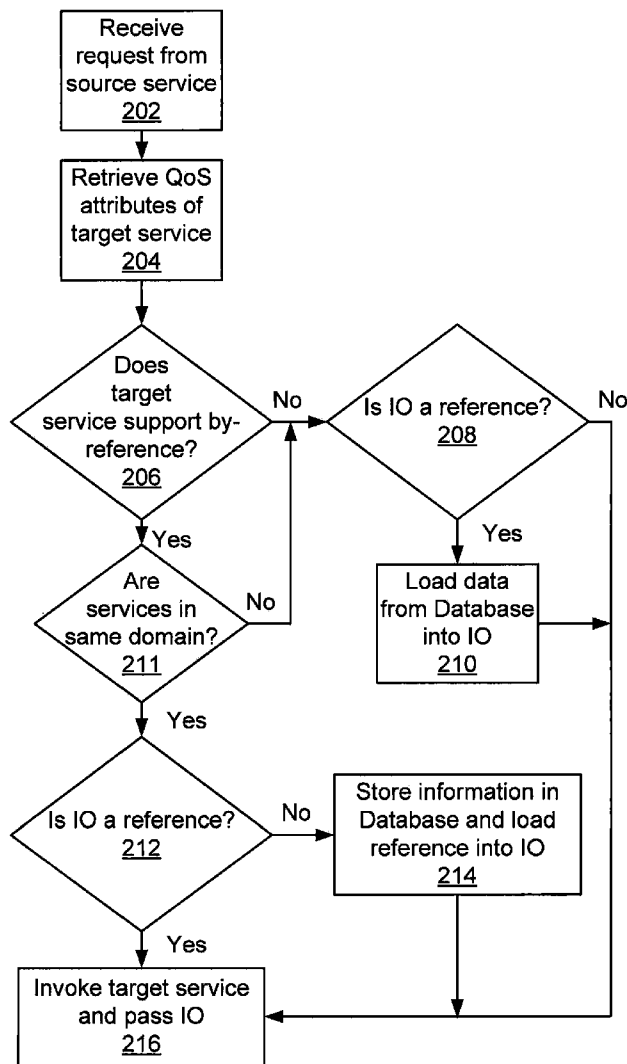 Receive
request from
source service
202
Retrieve QoS
attributes of
target service
204
Does
target
service support by-
reference?
206
No
Yes
Is IO a reference?
208
No
Yes
Load data
from Database
into IO
210
Are
services in
same domain?
211
No
Yes
Is IO a reference?
212
No
Yes
Store information in
Database and load
reference into IO
214
Invoke target service
and pass IO
216